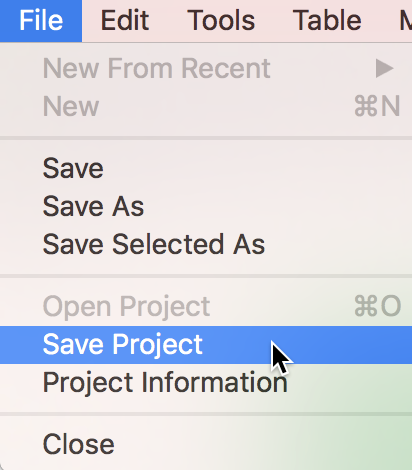 File Edit Tools Table
New From Recent ▶
New ⌘N
Save
Save As
Save Selected As
Open Project ⌘O
Save Project
Project Information
Close